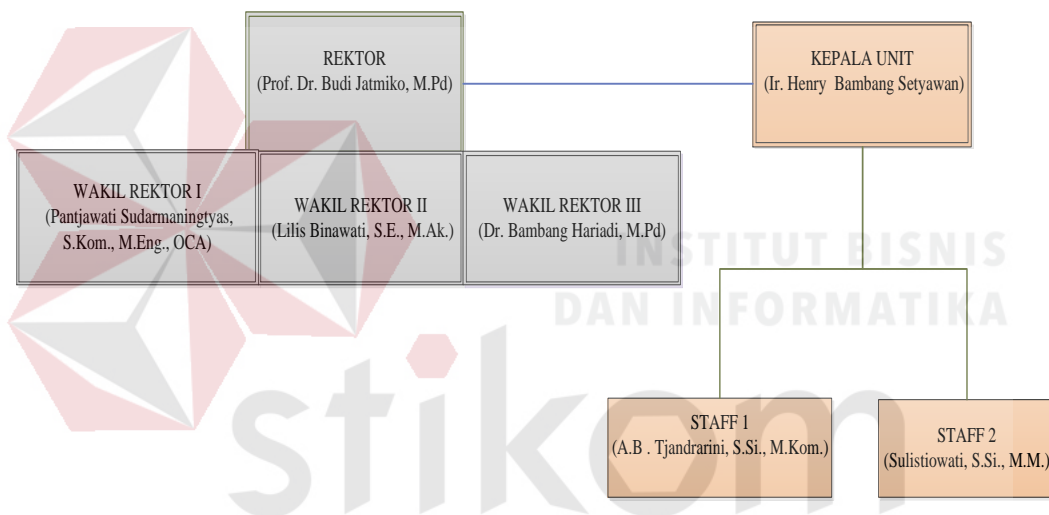 REKTOR
(Prof. Dr. Budi Jatmiko, M.Pd)
KEPALA UNIT
(Ir. Henry Bambang Setyawan)
WAKIL REKTOR I
(Pantjawati Sudarmaningtyas,
S.Kom., M.Eng., OCA)
WAKIL REKTOR II
(Lilis Binawati, S.E., M.Ak.)
WAKIL REKTOR III
(Dr. Bambang Hariadi, M.Pd)
INSTITUT BISNIS
DAN INFORMATIKA
stikom
STAFF 1
(A.B . Tjandrarini, S.Si., M.Kom.)
STAFF 2
(Sulistiowati, S.Si., M.M.)